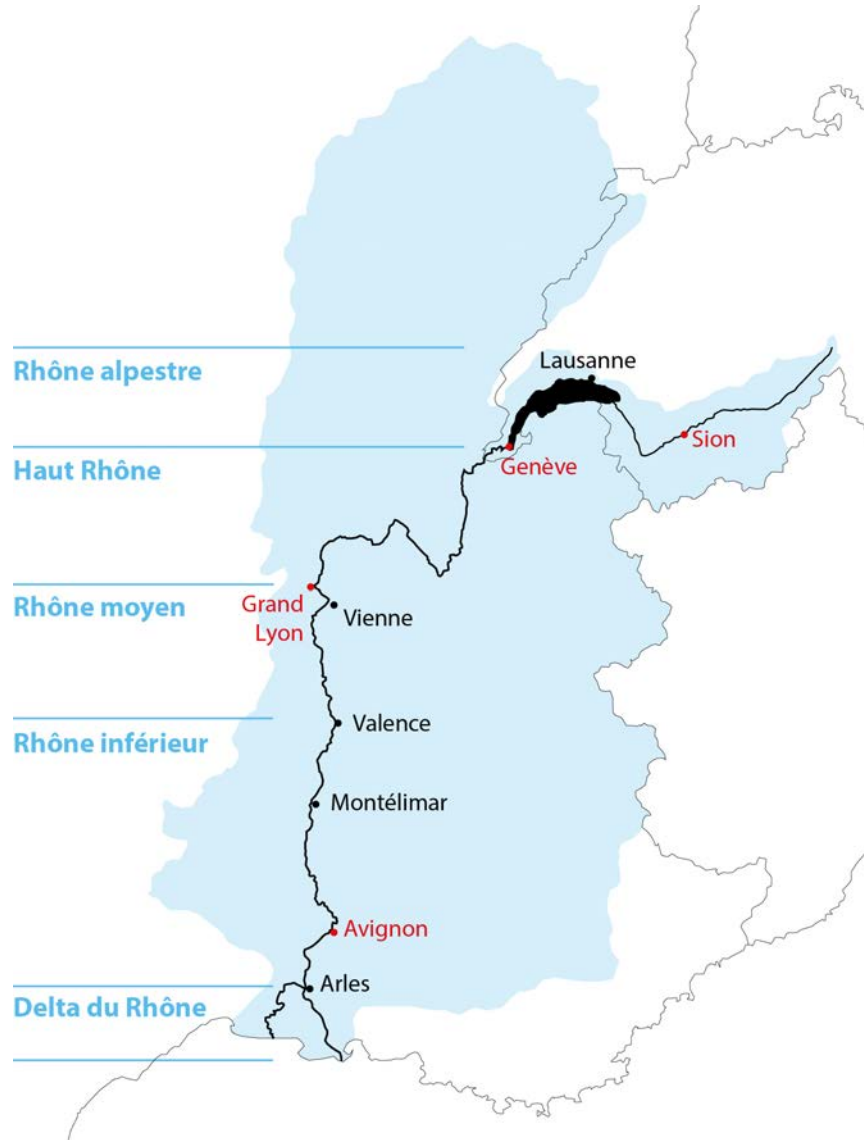 Rhône alpestre
Lausanne
Sion
Genève
Haut Rhône
Rhône moyen
Grand
Lyon
Vienne
Rhône inférieur
Valence
Montélimar
Avignon
Arles
Delta du Rhône